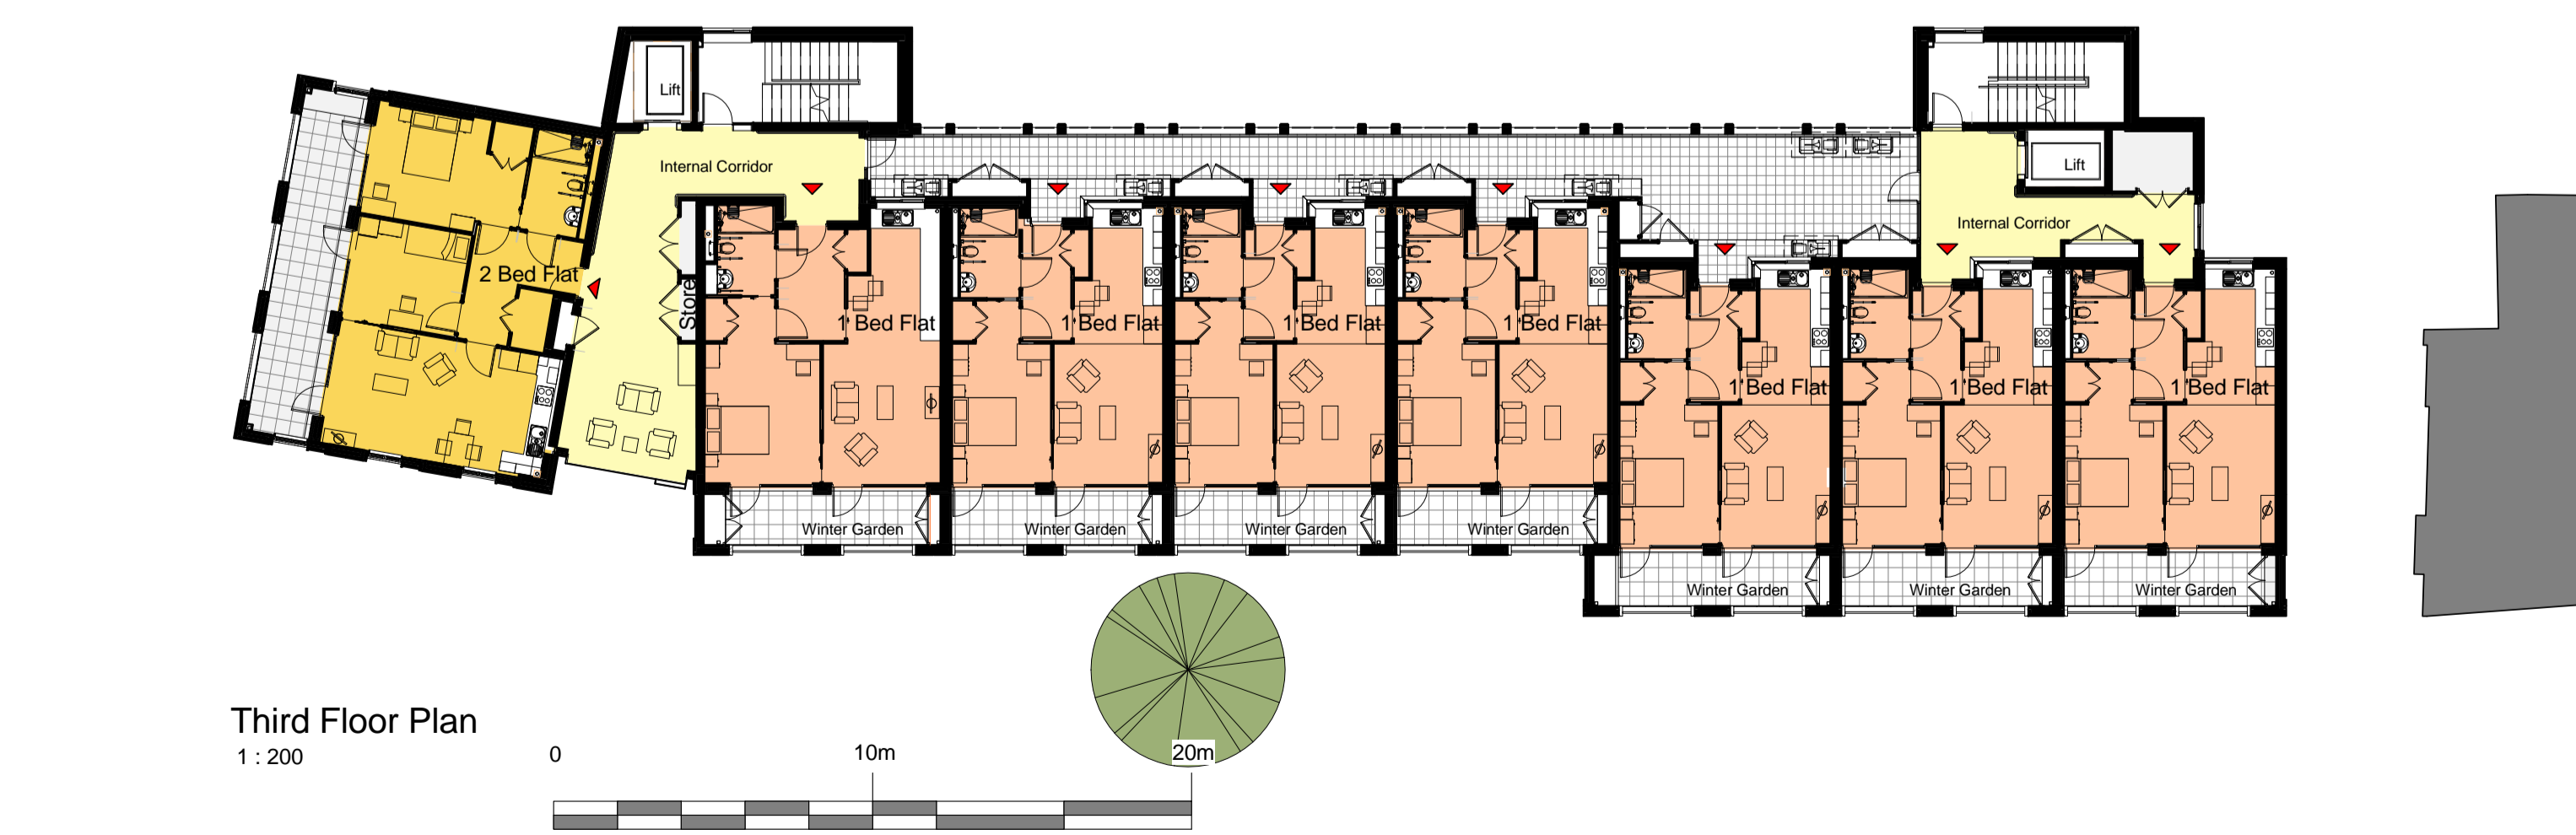 Lift
Internal Corridor
Lift
Internal Corridor
2 Bed Flat
Store
1 Bed Flat
1 Bed Flat
1 Bed Flat
1 Bed Flat
1 Bed Flat
1 Bed Flat
1 Bed Flat
Winter Garden
Winter Garden
Winter Garden
Winter Garden
Winter Garden
Winter Garden
Winter Garden
Third Floor Plan
1 : 200
0
10m
20m